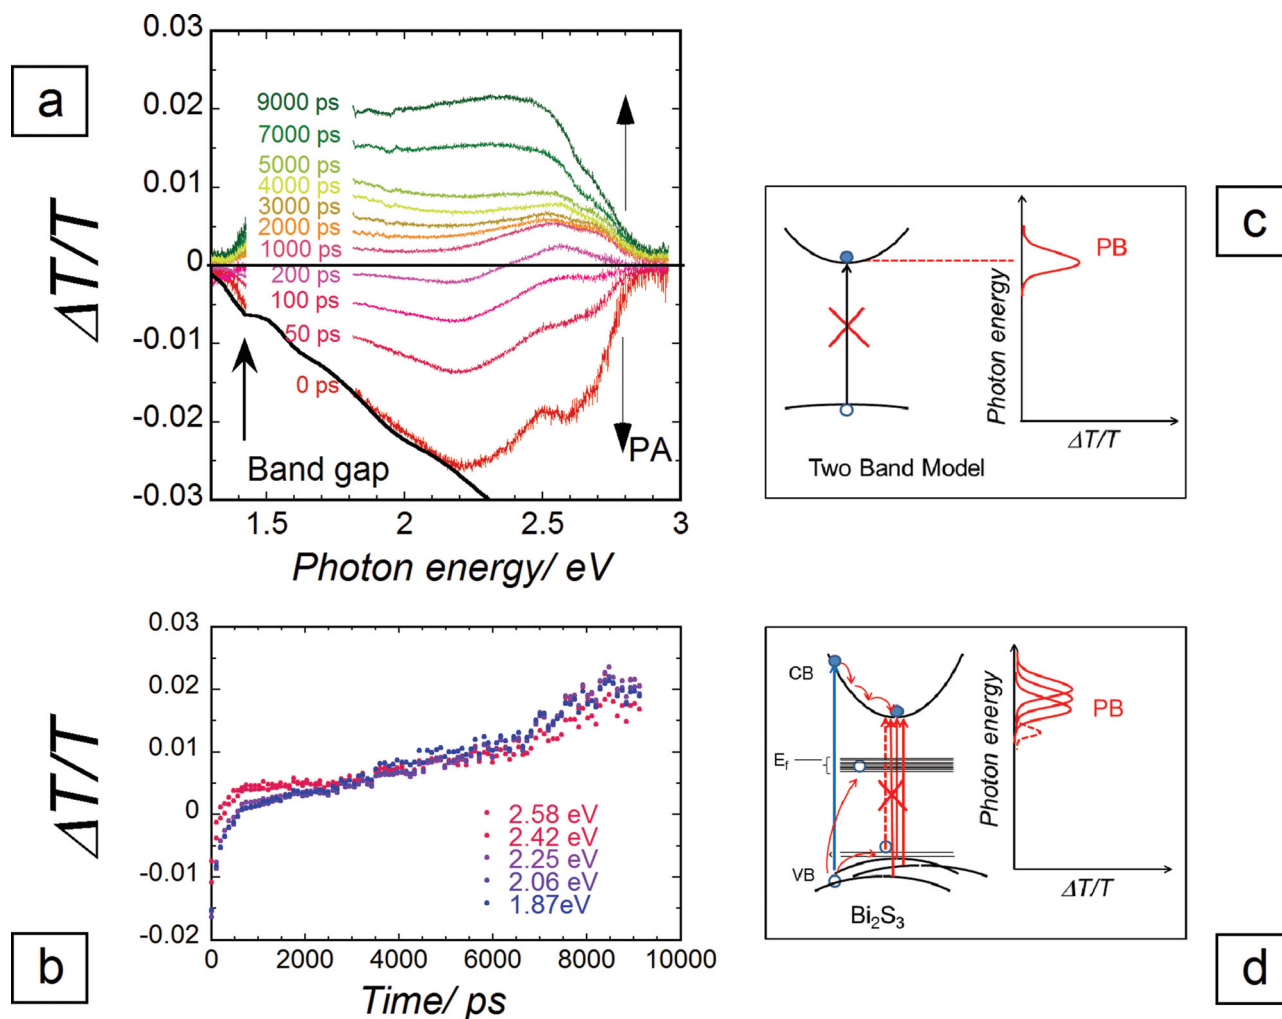 a
0.03
0.02
0.01
0
-0.01
-0.02
-0.03
ΔT/T
9000 ps
7000 ps
5000 ps
4000 ps
3000 ps
2000 ps
1000 ps
200 ps
100 ps
50 ps
0 ps
Band gap
PA
1.5
2
2.5
3
Photon energy/ eV
c
Photon energy
PB
ΔT/T
Two Band Model
0.03
0.02
0.01
0
-0.01
-0.02
ΔT/T
2.58 eV
2.42 eV
2.25 eV
2.06 eV
1.87eV
0
2000
4000
6000
8000
10000
Time/ ps
b
CB
Ef
VB
Bi2S3
Photon energy
PB
ΔT/T
d